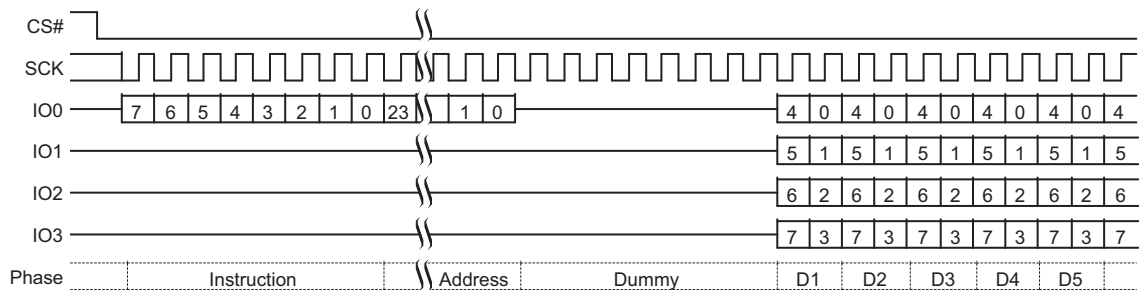 CS#
SCK
IO0 7 6 5 4 3 2 1 0 23 1 0 4 0 4 0 4 0 4 0 4 0 4
IO1 5 1 5 1 5 1 5 1 5 1 5
IO2 6 2 6 2 6 2 6 2 6 2 6
IO3 7 3 7 3 7 3 7 3 7 3 7
Phase Instruction Address Dummy D1 D2 D3 D4 D5